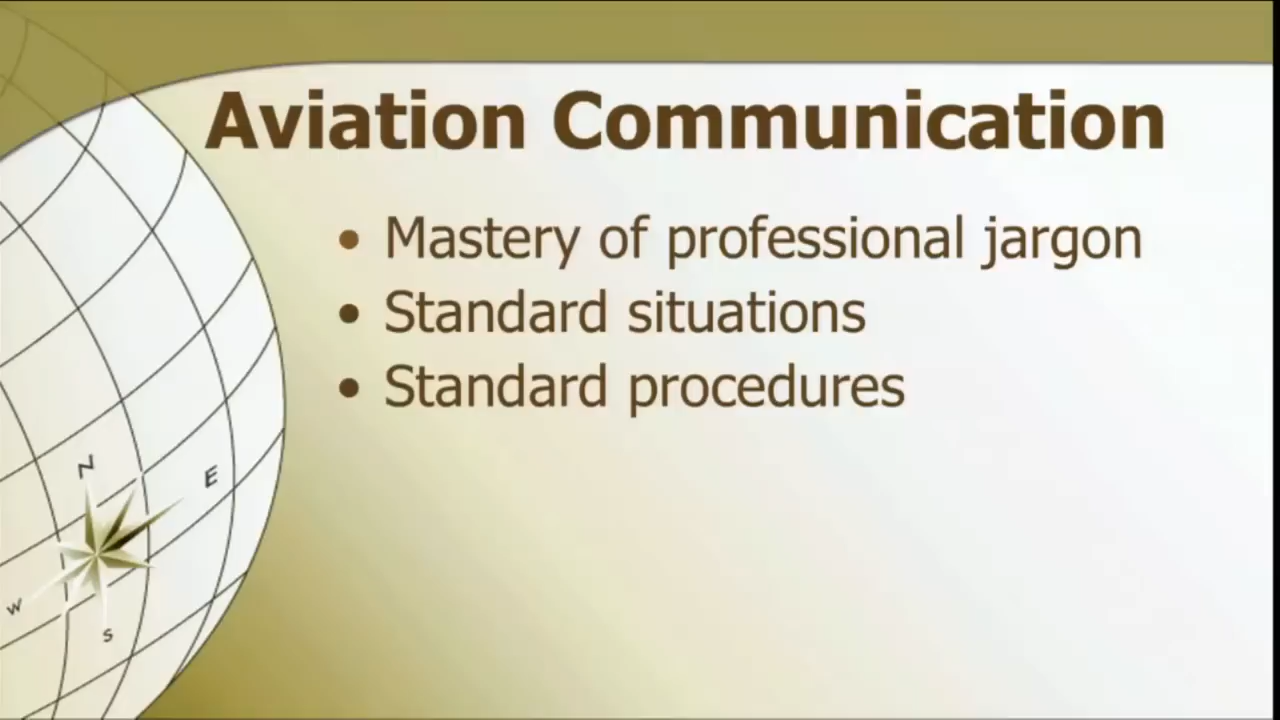 Aviation Communication
• Mastery of professional jargon
• Standard situations
• Standard procedures
N
E
W
S